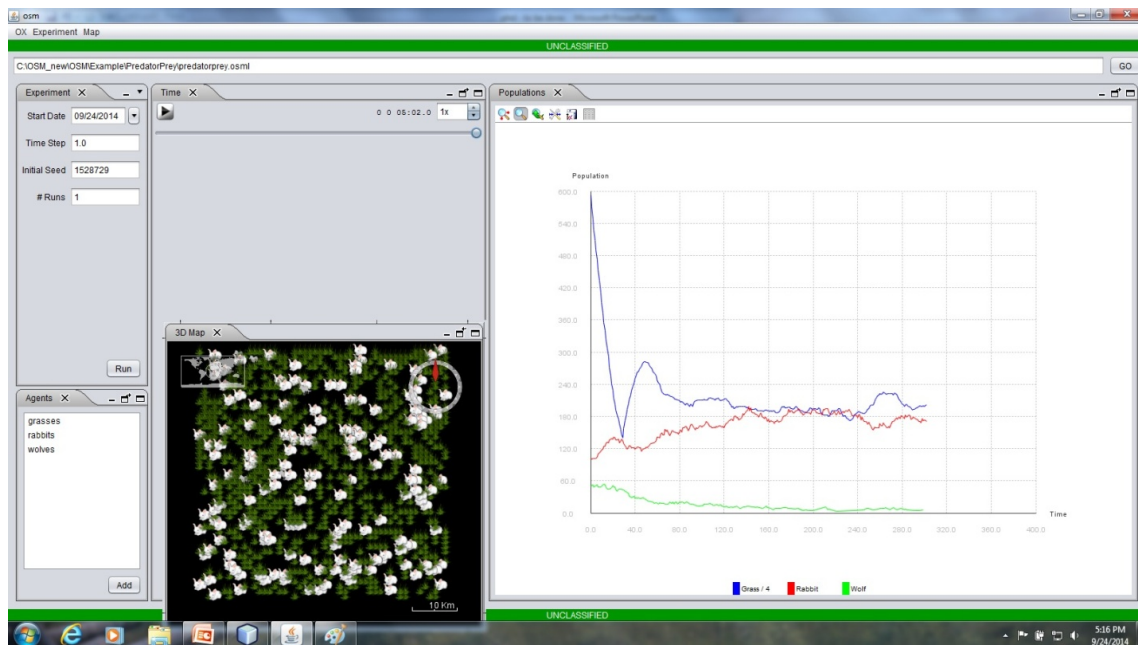 osm
OX Experiment Map
UNCLASSIFIED
C:\OSM_new\OSM\Example\PredatorPrey\predatorprey.osml
GO
Experiment
Start Date 09/24/2014
Time Step 1.0
Initial Seed 1528729
# Runs 1
Run
Agents
grasses
rabbits
wolves
Add
Time
0 0 05:02.0 1x
3D Map
10 Km
Populations
Population
600.0
540.0
480.0
420.0
360.0
300.0
240.0
180.0
120.0
60.0
0.0
0.0 40.0 80.0 120.0 160.0 200.0 240.0 280.0 320.0 360.0 400.0
Time
Grass / 4 Rabbit Wolf
UNCLASSIFIED
5:16 PM
9/24/2014